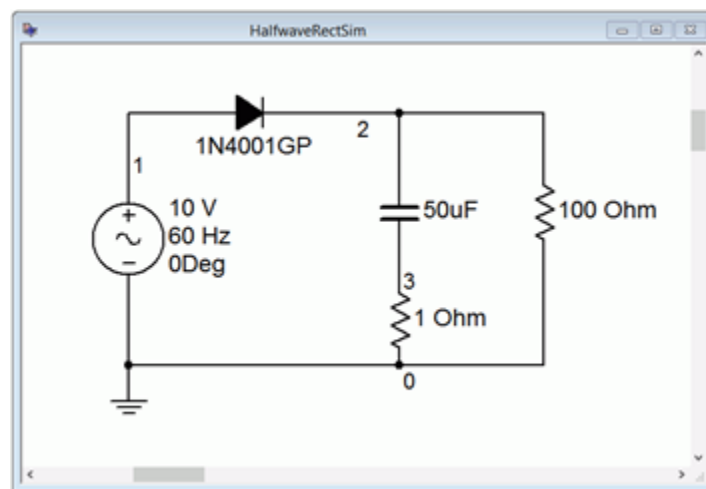 HalfwaveRectSim
1N4001GP
2
1
10 V
60 Hz
0Deg
50uF
100 Ohm
3
1 Ohm
0